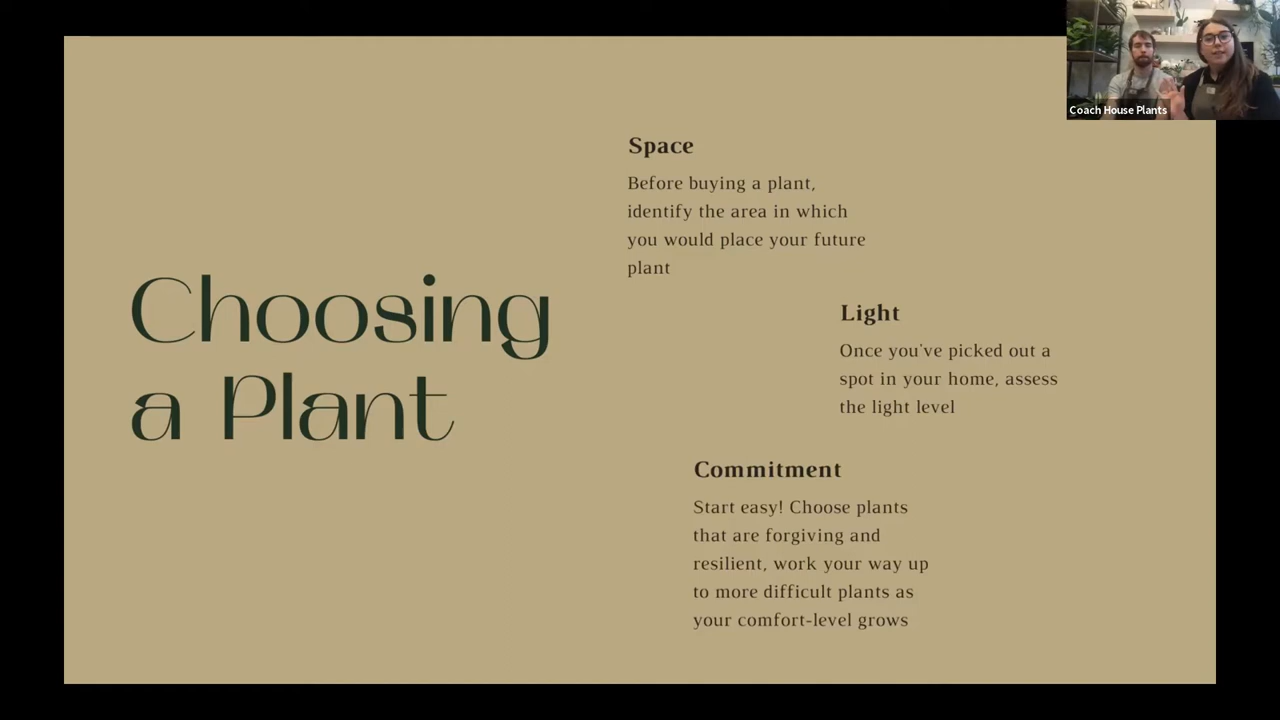 Coach House Plants
Choosing
a Plant
Space
Before buying a plant,
identify the area in which
you would place your future
plant
Light
Once you've picked out a
spot in your home, assess
the light level
Commitment
Start easy! Choose plants
that are forgiving and
resilient, work your way up
to more difficult plants as
your comfort-level grows